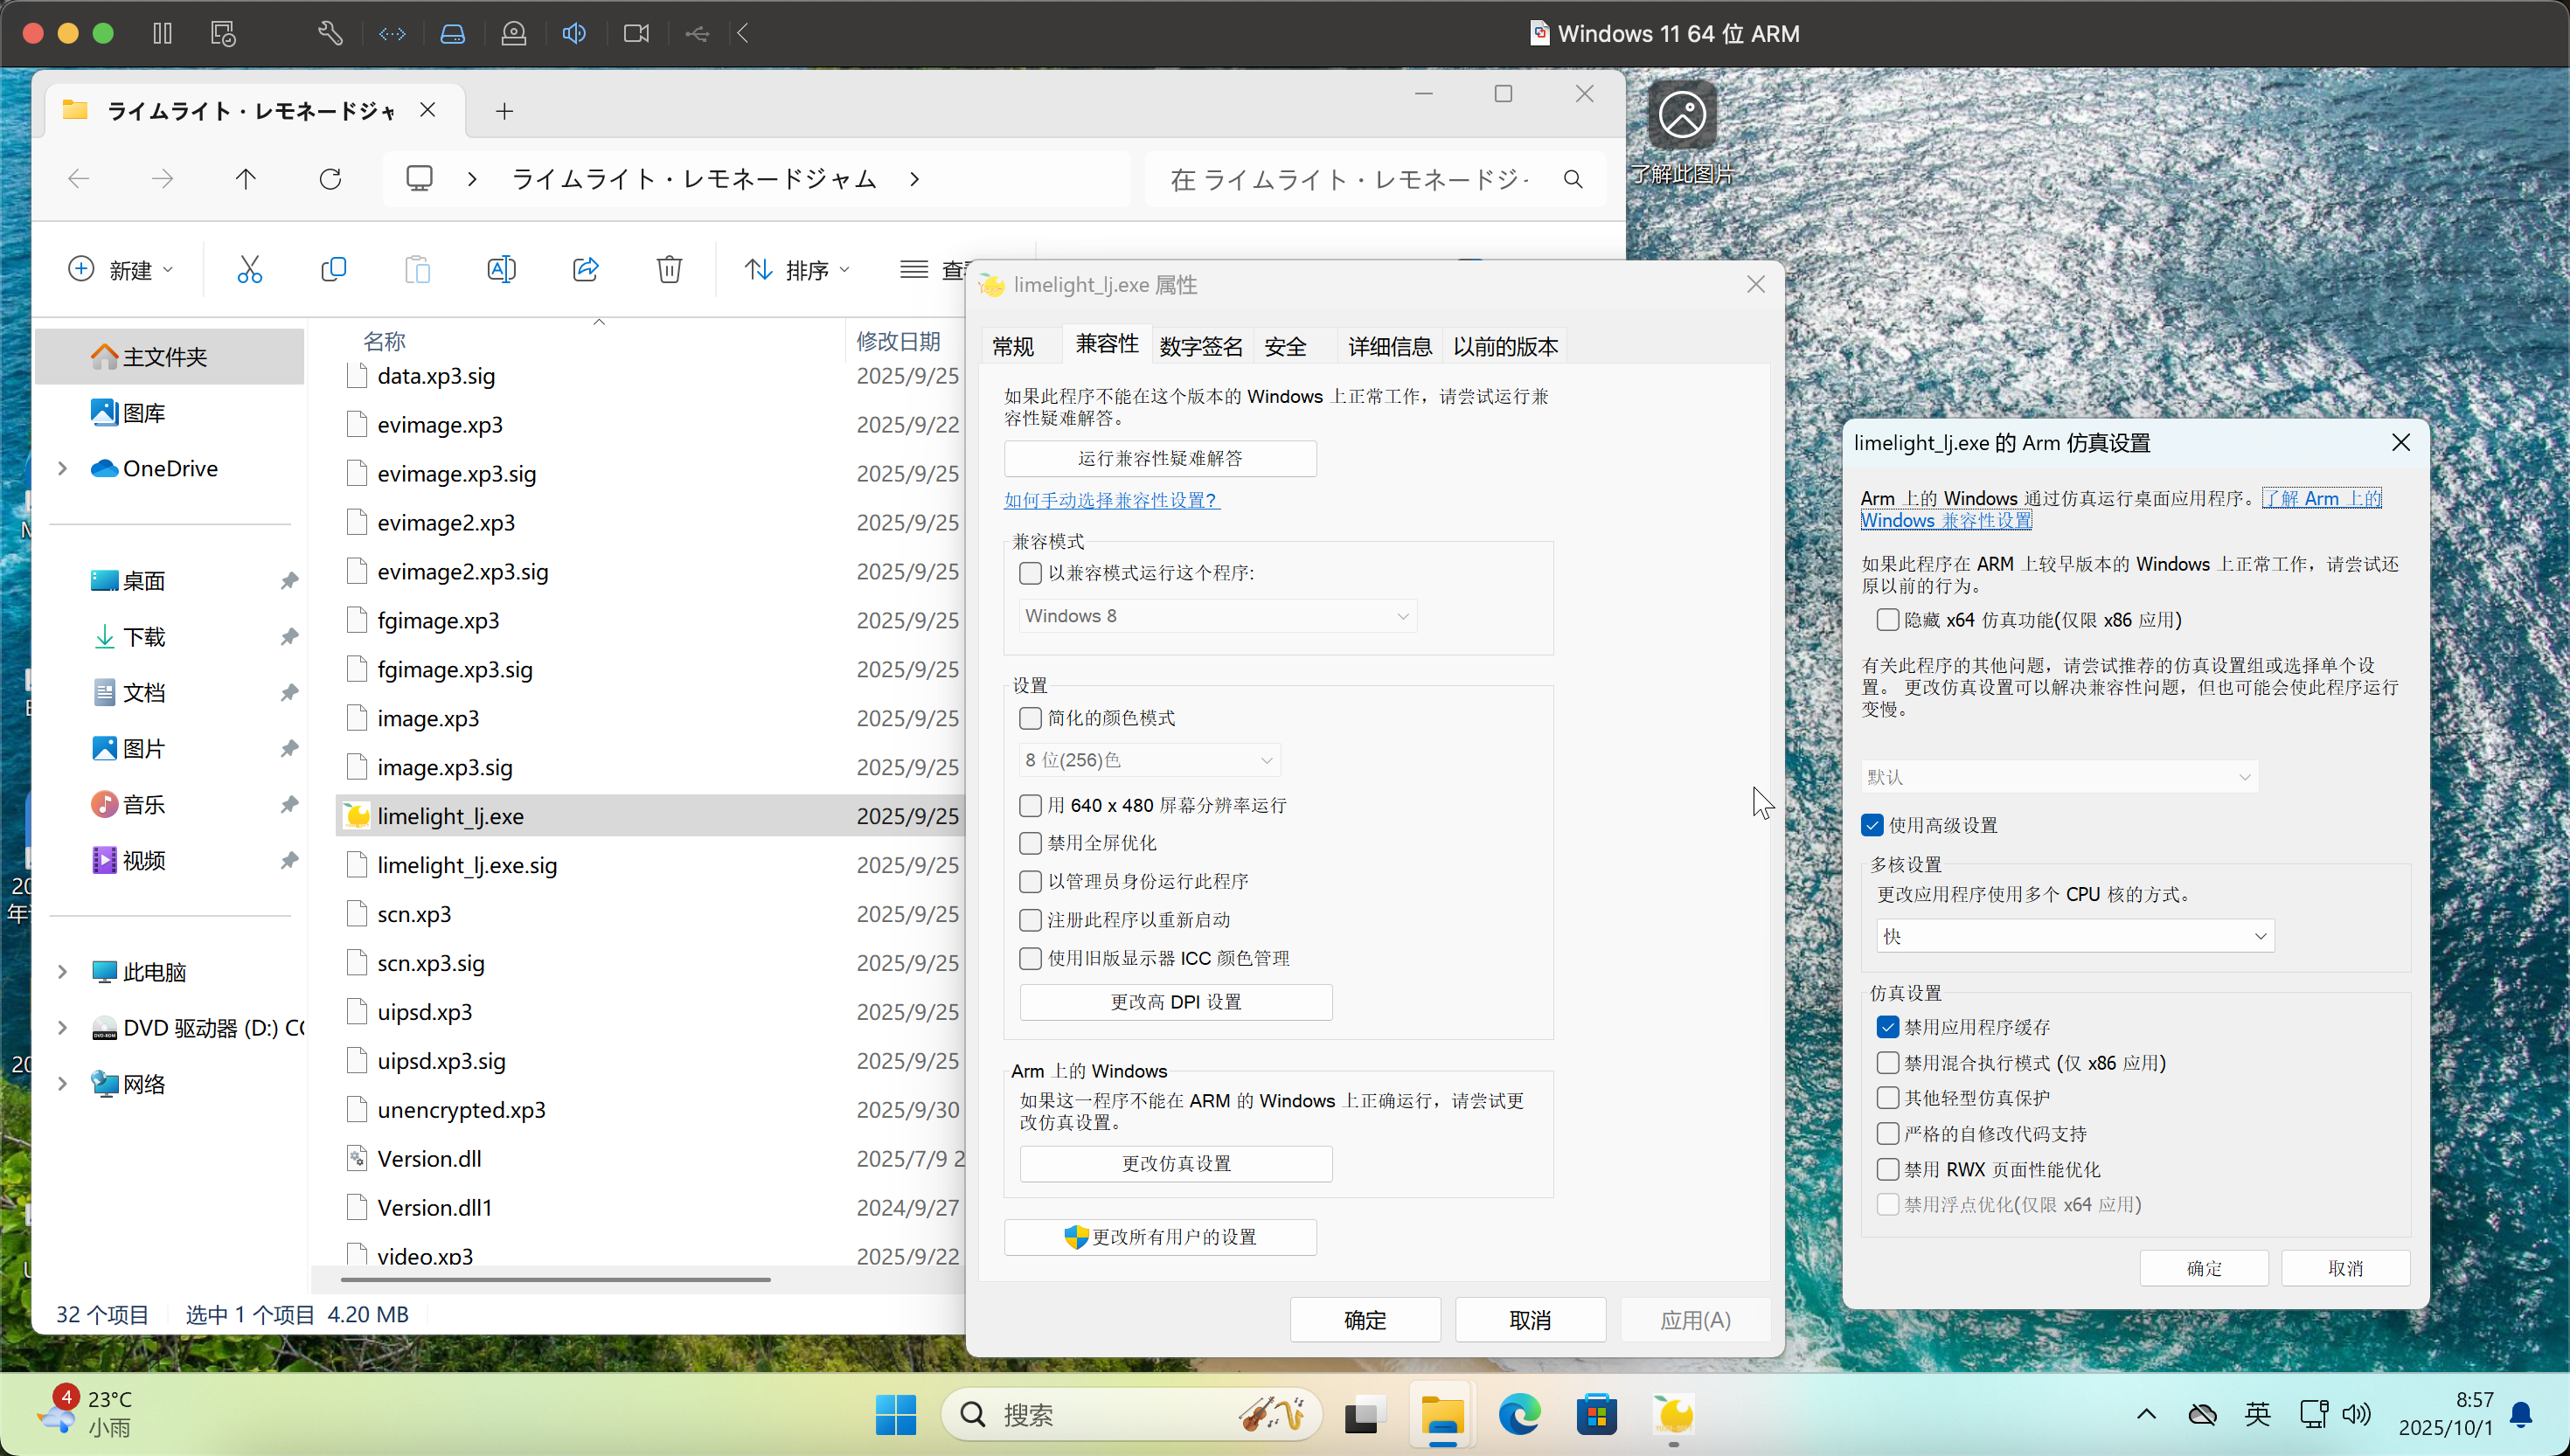 Windows 11 64 位 ARM
ライムライト・レモネードジャ
ライムライト・レモネードジャム
在 ライムライト・レモネードジ
了解此图片
新建
排序
名称
修改日期
主文件夹
图库
OneDrive
桌面
下载
文档
图片
音乐
视频
此电脑
DVD 驱动器 (D:) CC
网络
data.xp3.sig 2025/9/25
evimage.xp3 2025/9/22
evimage.xp3.sig 2025/9/25
evimage2.xp3 2025/9/25
evimage2.xp3.sig 2025/9/25
fgimage.xp3 2025/9/25
fgimage.xp3.sig 2025/9/25
image.xp3 2025/9/25
image.xp3.sig 2025/9/25
limelight_lj.exe 2025/9/25
limelight_lj.exe.sig 2025/9/25
scn.xp3 2025/9/25
scn.xp3.sig 2025/9/25
uipsd.xp3 2025/9/25
uipsd.xp3.sig 2025/9/25
unencrypted.xp3 2025/9/30
Version.dll 2025/7/9 2
Version.dll1 2024/9/27
video.xp3 2025/9/22
32 个项目 选中 1 个项目 4.20 MB
limelight_lj.exe 属性
常规 兼容性 数字签名 安全 详细信息 以前的版本
如果此程序不能在这个版本的 Windows 上正常工作，请尝试运行兼
容性疑难解答。
运行兼容性疑难解答
如何手动选择兼容性设置?
兼容模式
以兼容模式运行这个程序:
Windows 8
设置
简化的颜色模式
8 位(256)色
用 640 x 480 屏幕分辨率运行
禁用全屏优化
以管理员身份运行此程序
注册此程序以重新启动
使用旧版显示器 ICC 颜色管理
更改高 DPI 设置
Arm 上的 Windows
如果这一程序不能在 ARM 的 Windows 上正确运行，请尝试更
改仿真设置。
更改仿真设置
更改所有用户的设置
确定 取消 应用(A)
limelight_lj.exe 的 Arm 仿真设置
Arm 上的 Windows 通过仿真运行桌面应用程序。了解 Arm 上的
Windows 兼容性设置
如果此程序在 ARM 上较早版本的 Windows 上正常工作，请尝试还
原以前的行为。
隐藏 x64 仿真功能(仅限 x86 应用)
有关此程序的其他问题，请尝试推荐的仿真设置组或选择单个设
置。 更改仿真设置可以解决兼容性问题，但也可能会使此程序运行
变慢。
默认
使用高级设置
多核设置
更改应用程序使用多个 CPU 核的方式。
快
仿真设置
禁用应用程序缓存
禁用混合执行模式 (仅 x86 应用)
其他轻型仿真保护
严格的自修改代码支持
禁用 RWX 页面性能优化
禁用浮点优化(仅限 x64 应用)
确定 取消
4
23°C
小雨
搜索
英
8:57
2025/10/1